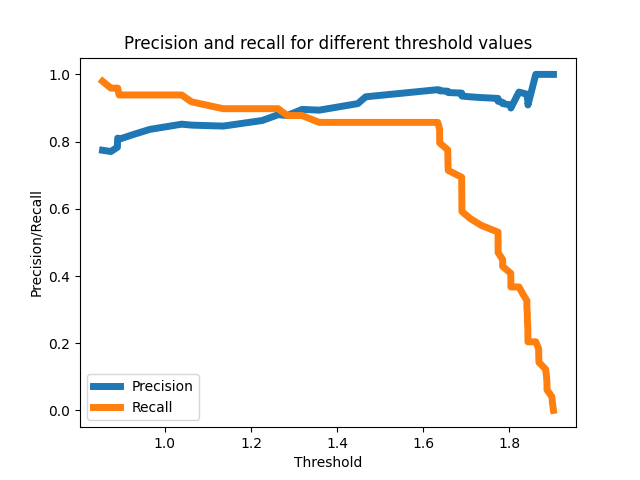 Precision and recall for different threshold values
Precision/Recall
1.0
0.8
0.6
0.4
0.2
0.0
Precision
Recall
1.0 1.2 1.4 1.6 1.8
Threshold